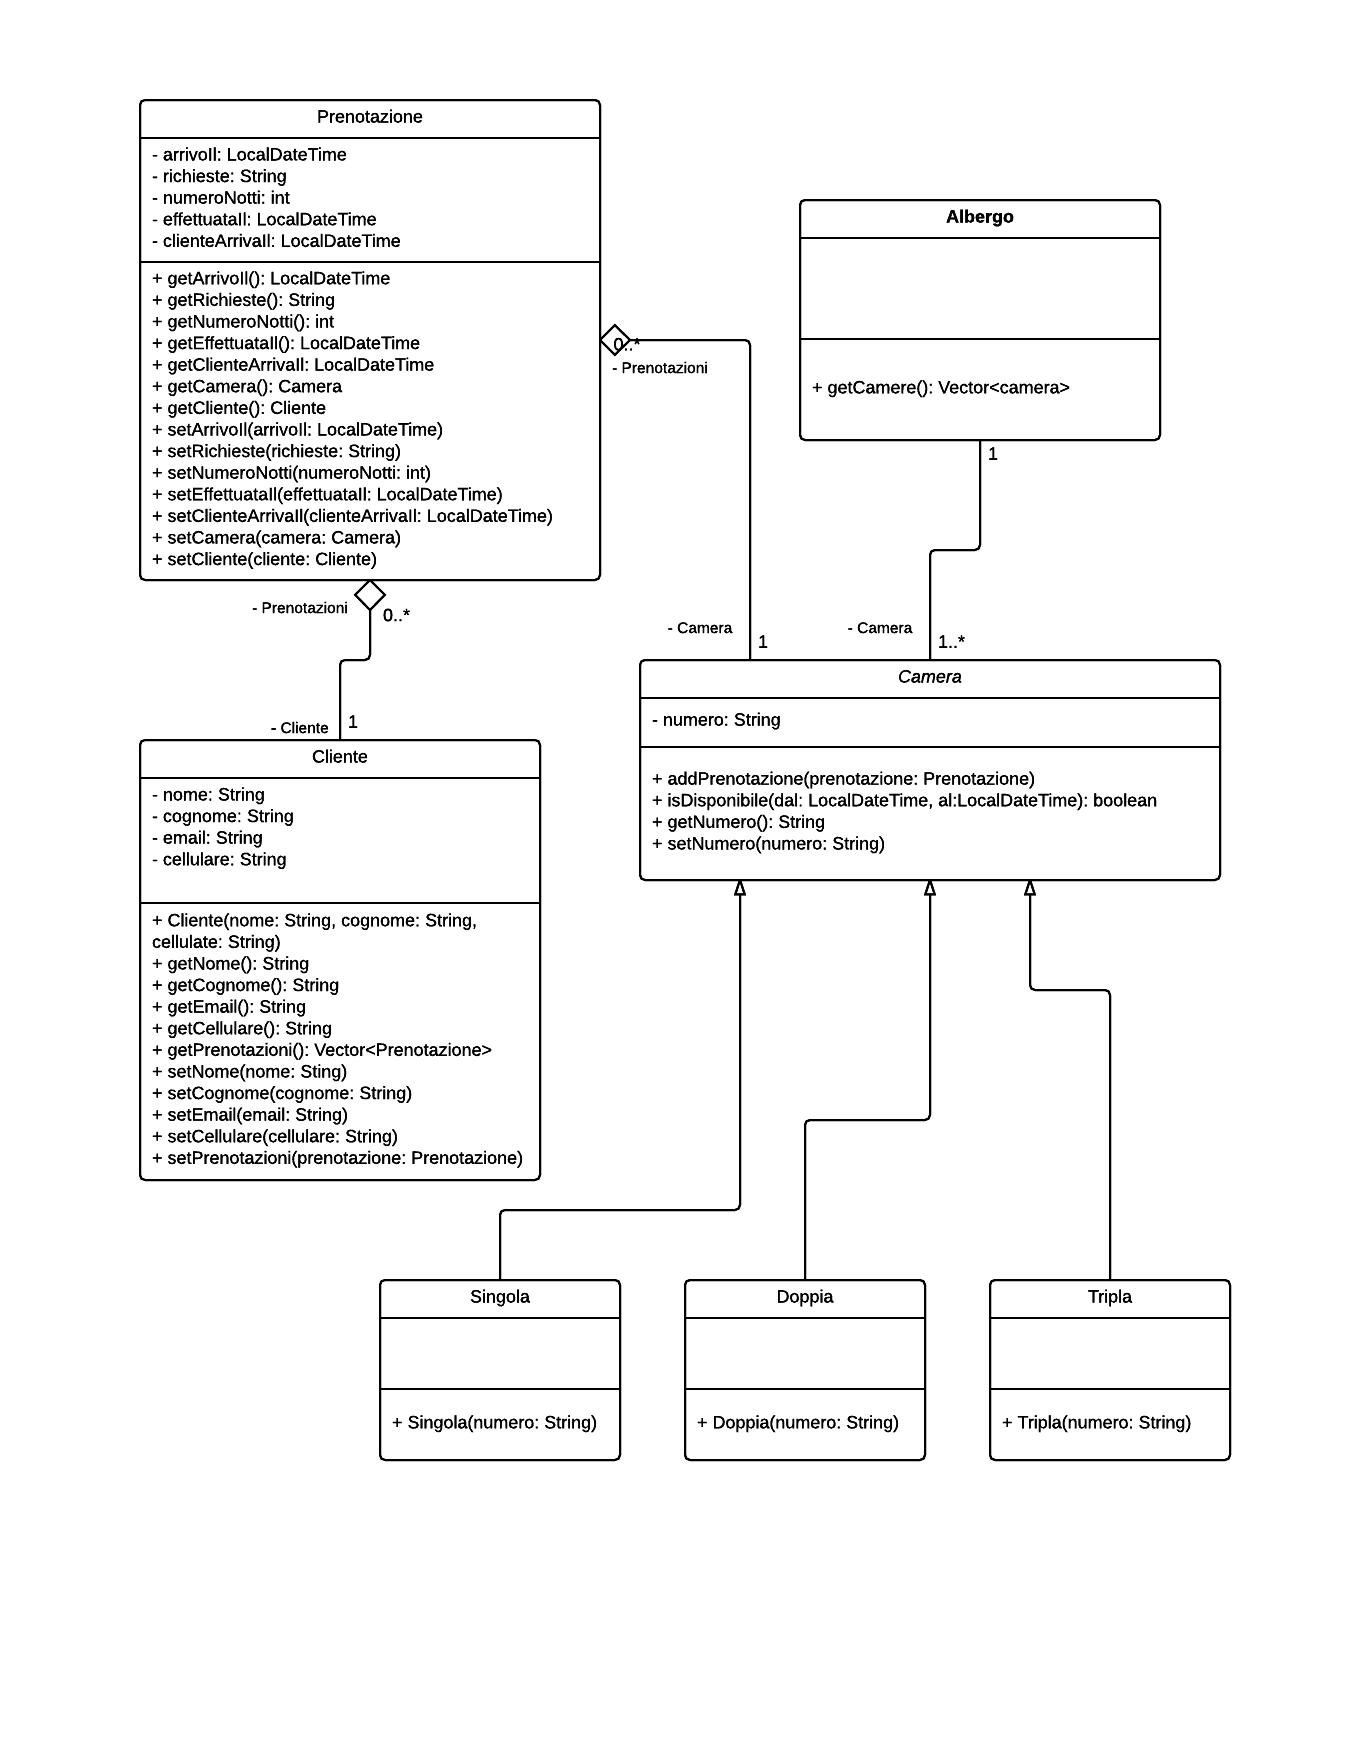 Prenotazione
- arrivoIl: LocalDateTime
- richieste: String
- numeroNotti: int
- effettuataIl: LocalDateTime
- clienteArrivaIl: LocalDateTime
+ getArrivoIl(): LocalDateTime
+ getRichieste(): String
+ getNumeroNotti(): int
+ getEffettuataIl(): LocalDateTime
+ getClienteArrivaIl: LocalDateTime
+ getCamera(): Camera
+ getCliente(): Cliente
+ setArrivoIl(arrivoIl: LocalDateTime)
+ setRichieste(richieste: String)
+ setNumeroNotti(numeroNotti: int)
+ setEffettuataIl(effettuataIl: LocalDateTime)
+ setClienteArrivaIl(clienteArrivaIl: LocalDateTime)
+ setCamera(camera: Camera)
+ setCliente(cliente: Cliente)
Albergo
+ getCamere(): Vector<camera>
0..*
- Prenotazioni
1
- Prenotazioni
0..*
- Camera
1
- Camera
1..*
- Cliente
1
Camera
- numero: String
+ addPrenotazione(prenotazione: Prenotazione)
+ isDisponibile(dal: LocalDateTime, al:LocalDateTime): boolean
+ getNumero(): String
+ setNumero(numero: String)
Cliente
- nome: String
- cognome: String
- email: String
- cellulare: String
+ Cliente(nome: String, cognome: String,
cellulate: String)
+ getNome(): String
+ getCognome(): String
+ getEmail(): String
+ getCellulare(): String
+ getPrenotazioni(): Vector<Prenotazione>
+ setNome(nome: Sting)
+ setCognome(cognome: String)
+ setEmail(email: String)
+ setCellulare(cellulare: String)
+ setPrenotazioni(prenotazione: Prenotazione)
Singola
+ Singola(numero: String)
Doppia
+ Doppia(numero: String)
Tripla
+ Tripla(numero: String)